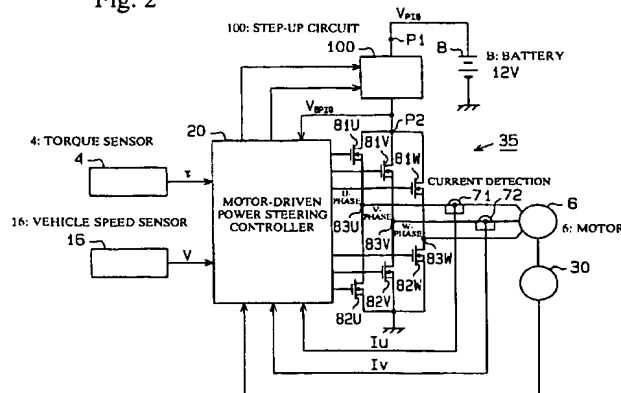 Fig. 2
100: STEP-UP CIRCUIT
100
VPIG
P1
B
B: BATTERY
12V
VBPIG
P2
20
81U
81V
81W
35
4: TORQUE SENSOR
4
τ
CURRENT DETECTION
71
72
6
6: MOTOR
MOTOR-DRIVEN
POWER STEERING
CONTROLLER
U-PHASE
V-PHASE
W-PHASE
83U
83V
83W
16: VEHICLE SPEED SENSOR
16
V
30
82U
82V
82W
Iu
Iv